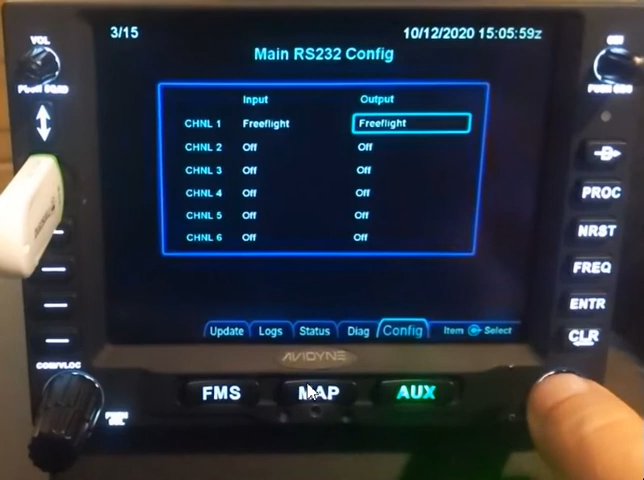 3/15
10/12/2020 15:05:59z
Main RS232 Config
VOL
PUSH SQ/ID
Input Output
CHNL 1 Freeflight Freeflight
CHNL 2 Off Off
CHNL 3 Off Off
CHNL 4 Off Off
CHNL 5 Off Off
CHNL 6 Off Off
D
PROC
NRST
FREQ
ENTR
CLR
Update Logs Status Diag Config Item Select
AVIDYNE
COM/VLOC
FMS MAP AUX